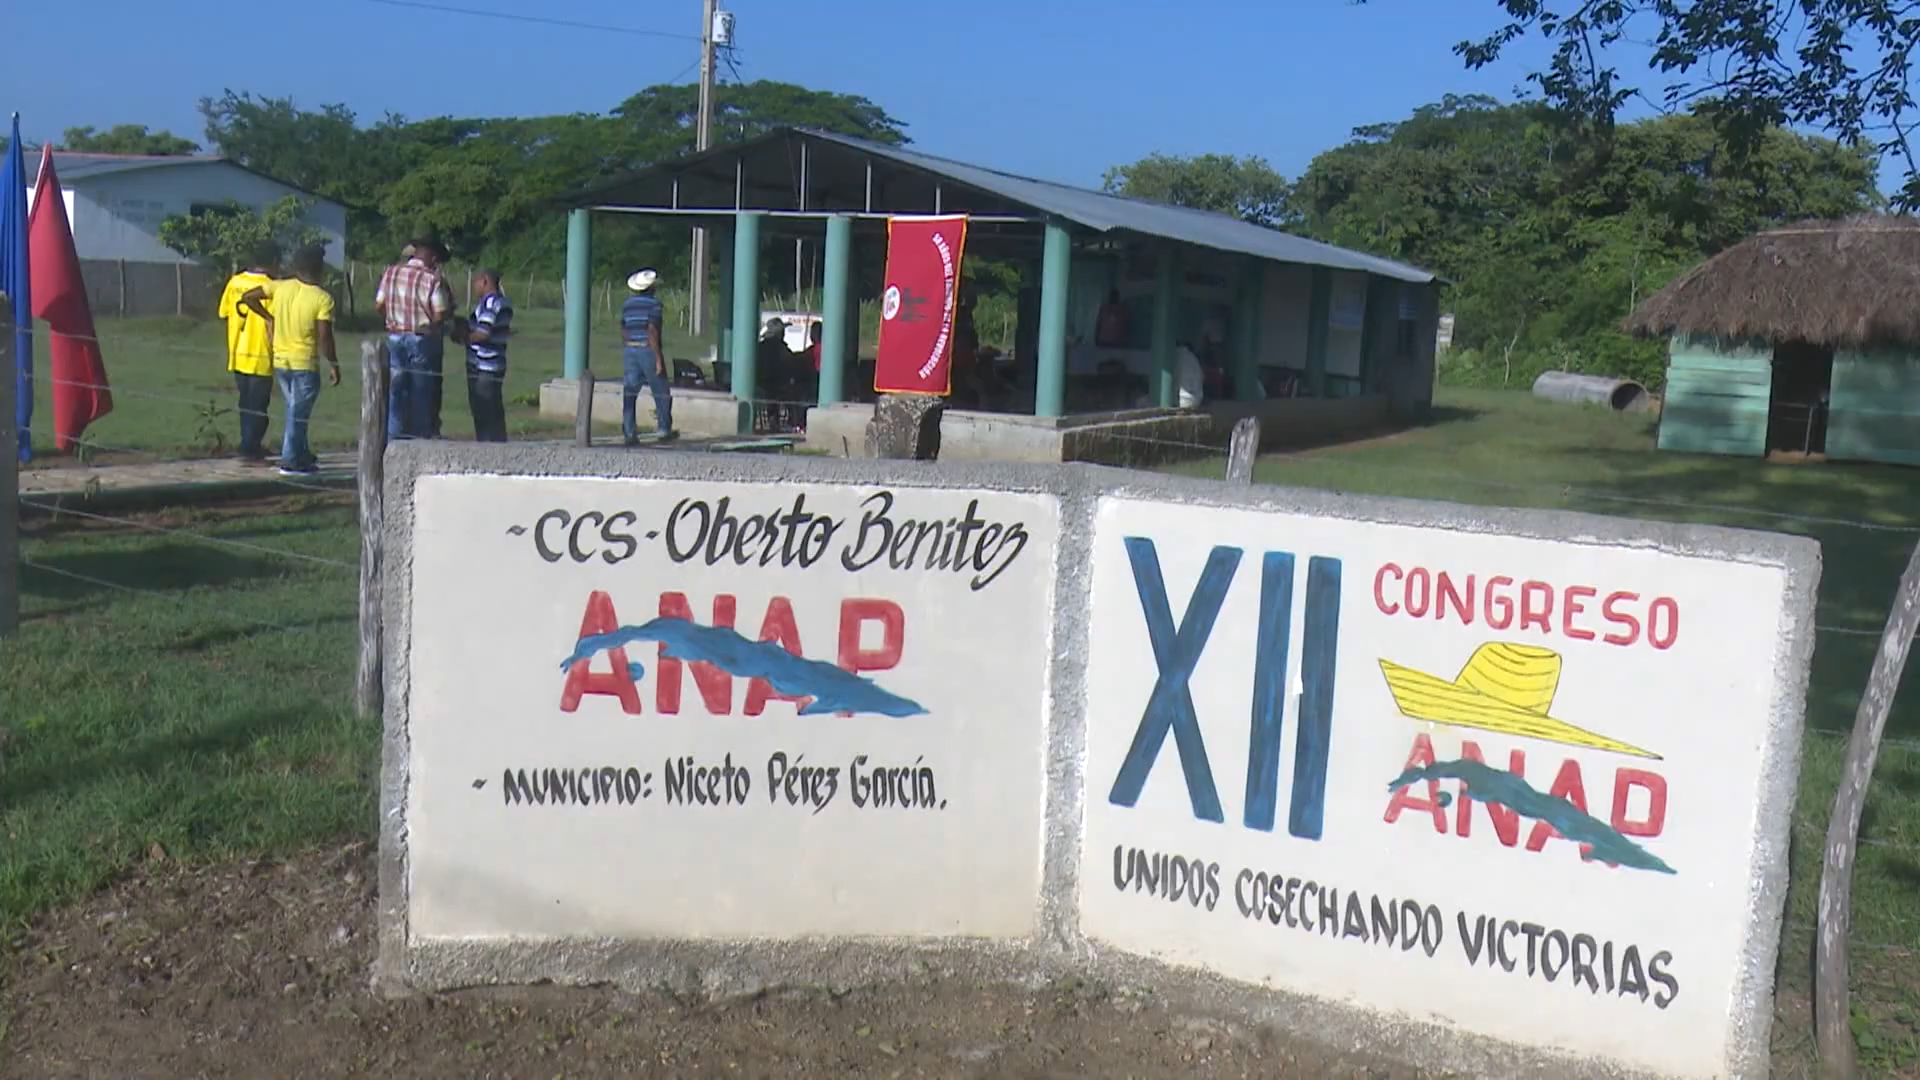 - CCS - Oberto Benitez
ANAP
- MUNICIPIO: Niceto Pérez García.
XII
CONGRESO
ANAP
UNIDOS COSECHANDO VICTORIAS